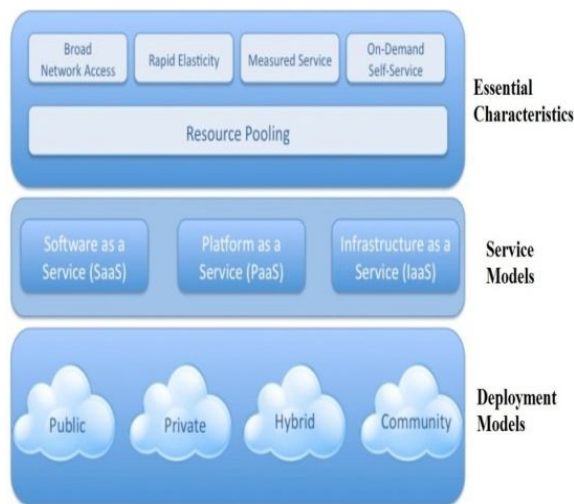 Broad
Network Access
Rapid Elasticity
Measured Service
On-Demand
Self-Service
Resource Pooling
Essential
Characteristics
Software as a
Service (SaaS)
Platform as a
Service (PaaS)
Infrastructure as a
Service (IaaS)
Service
Models
Public
Private
Hybrid
Community
Deployment
Models